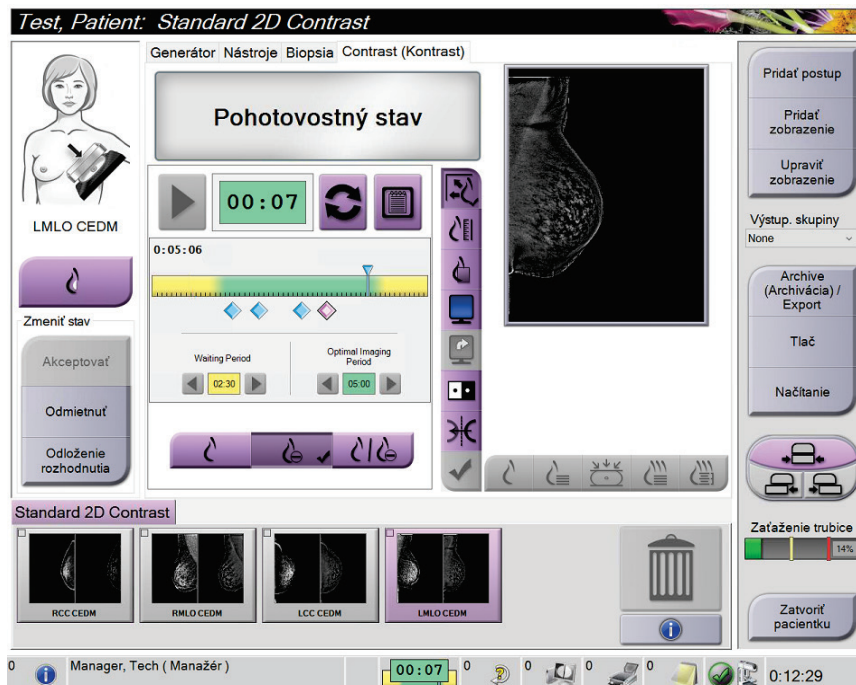 Test, Patient: Standard 2D Contrast
Generátor Nástroje Biopsia Contrast (Kontrast)
Pohotovostný stav
LMLO CEDM
00:07
0:05:06
Zmeniť stav
Akceptovať
Odmietnuť
Odloženie
rozhodnutia
Waiting Period
Optimal Imaging
Period
02:30
05:00
Pridať postup
Pridať
zobrazenie
Upraviť
zobrazenie
Výstup. skupiny
None
Archive
(Archivácia) /
Export
Tlač
Načítanie
Zaťaženie trubice
14%
Zatvoriť
pacientku
Standard 2D Contrast
RCC CEDM
RMLO CEDM
LCC CEDM
LMLO CEDM
0 Manager, Tech ( Manažér ) 00:07 0 0 0 0 0:12:29